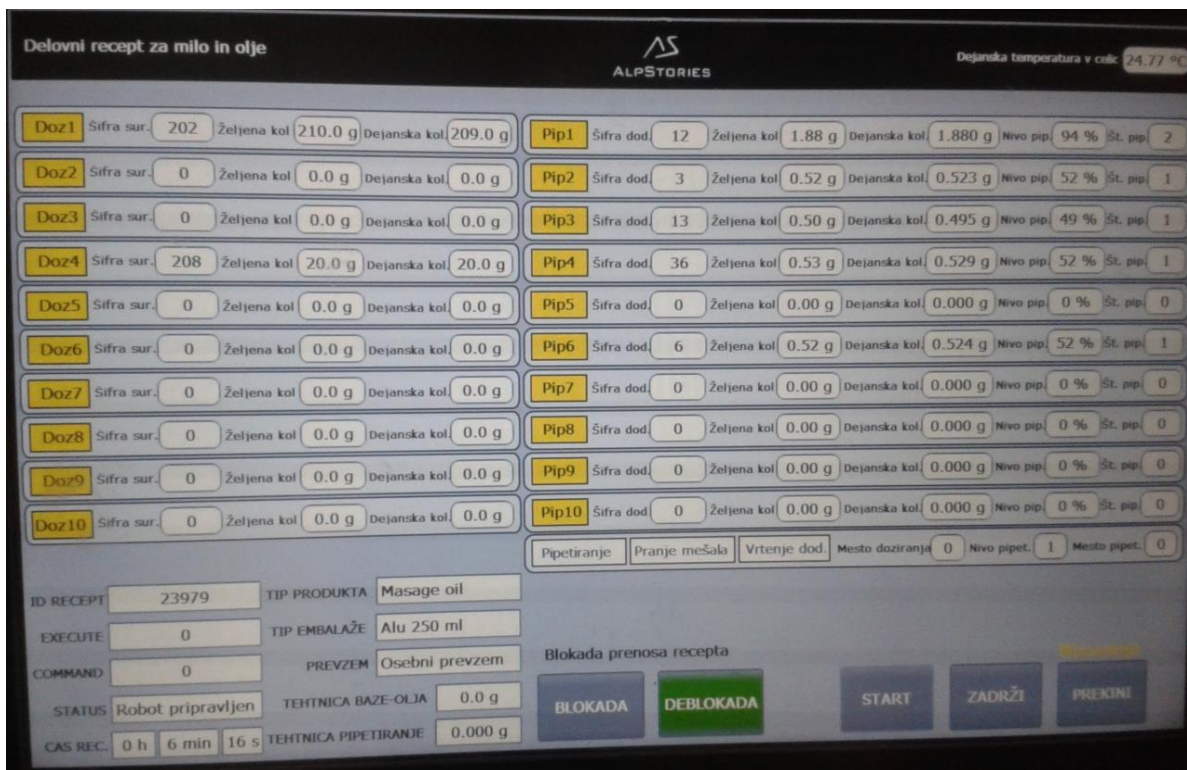 Delovni recept za milo in olje
ALPSTORIES
Dejanska temperatura v celic 24.77 °C
Doz1 Šifra sur. 202 Željena kol 210.0 g Dejanska kol. 209.0 g
Doz2 Šifra sur. 0 Željena kol 0.0 g Dejanska kol. 0.0 g
Doz3 Šifra sur. 0 Željena kol 0.0 g Dejanska kol. 0.0 g
Doz4 Šifra sur. 208 Željena kol 20.0 g Dejanska kol. 20.0 g
Doz5 Šifra sur. 0 Željena kol 0.0 g Dejanska kol. 0.0 g
Doz6 Šifra sur. 0 Željena kol 0.0 g Dejanska kol. 0.0 g
Doz7 Šifra sur. 0 Željena kol 0.0 g Dejanska kol. 0.0 g
Doz8 Šifra sur. 0 Željena kol 0.0 g Dejanska kol. 0.0 g
Doz9 Šifra sur. 0 Željena kol 0.0 g Dejanska kol. 0.0 g
Doz10 Šifra sur. 0 Željena kol 0.0 g Dejanska kol. 0.0 g
Pip1 Šifra dod. 12 Željena kol 1.88 g Dejanska kol. 1.880 g Nivo pip. 94 % Št. pip. 2
Pip2 Šifra dod. 3 Željena kol 0.52 g Dejanska kol. 0.523 g Nivo pip. 52 % Št. pip. 1
Pip3 Šifra dod. 13 Željena kol 0.50 g Dejanska kol. 0.495 g Nivo pip. 49 % Št. pip. 1
Pip4 Šifra dod. 36 Željena kol 0.53 g Dejanska kol. 0.529 g Nivo pip. 52 % Št. pip. 1
Pip5 Šifra dod. 0 Željena kol 0.00 g Dejanska kol. 0.000 g Nivo pip. 0 % Št. pip. 0
Pip6 Šifra dod. 6 Željena kol 0.52 g Dejanska kol. 0.524 g Nivo pip. 52 % Št. pip. 1
Pip7 Šifra dod. 0 Željena kol 0.00 g Dejanska kol. 0.000 g Nivo pip. 0 % Št. pip. 0
Pip8 Šifra dod. 0 Željena kol 0.00 g Dejanska kol. 0.000 g Nivo pip. 0 % Št. pip. 0
Pip9 Šifra dod. 0 Željena kol 0.00 g Dejanska kol. 0.000 g Nivo pip. 0 % Št. pip. 0
Pip10 Šifra dod. 0 Željena kol 0.00 g Dejanska kol. 0.000 g Nivo pip. 0 % Št. pip. 0
Pipetiranje Pranje mešala Vrtenje dod. Mesto doziranja 0 Nivo pipet. 1 Mesto pipet. 0
ID RECEPT 23979 TIP PRODUKTA Masage oil
EXECUTE 0 TIP EMBALAŽE Alu 250 ml
COMMAND 0 PREVZEM Osebni prevzem
STATUS Robot pripravljen TEHTNICA BAZE-OLJA 0.0 g
CAS REC. 0 h 6 min 16 s TEHTNICA PIPETIRANJE 0.000 g
Blokada prenosa recepta
BLOKADA DEBLOKADA START ZADRŽI PREKINI